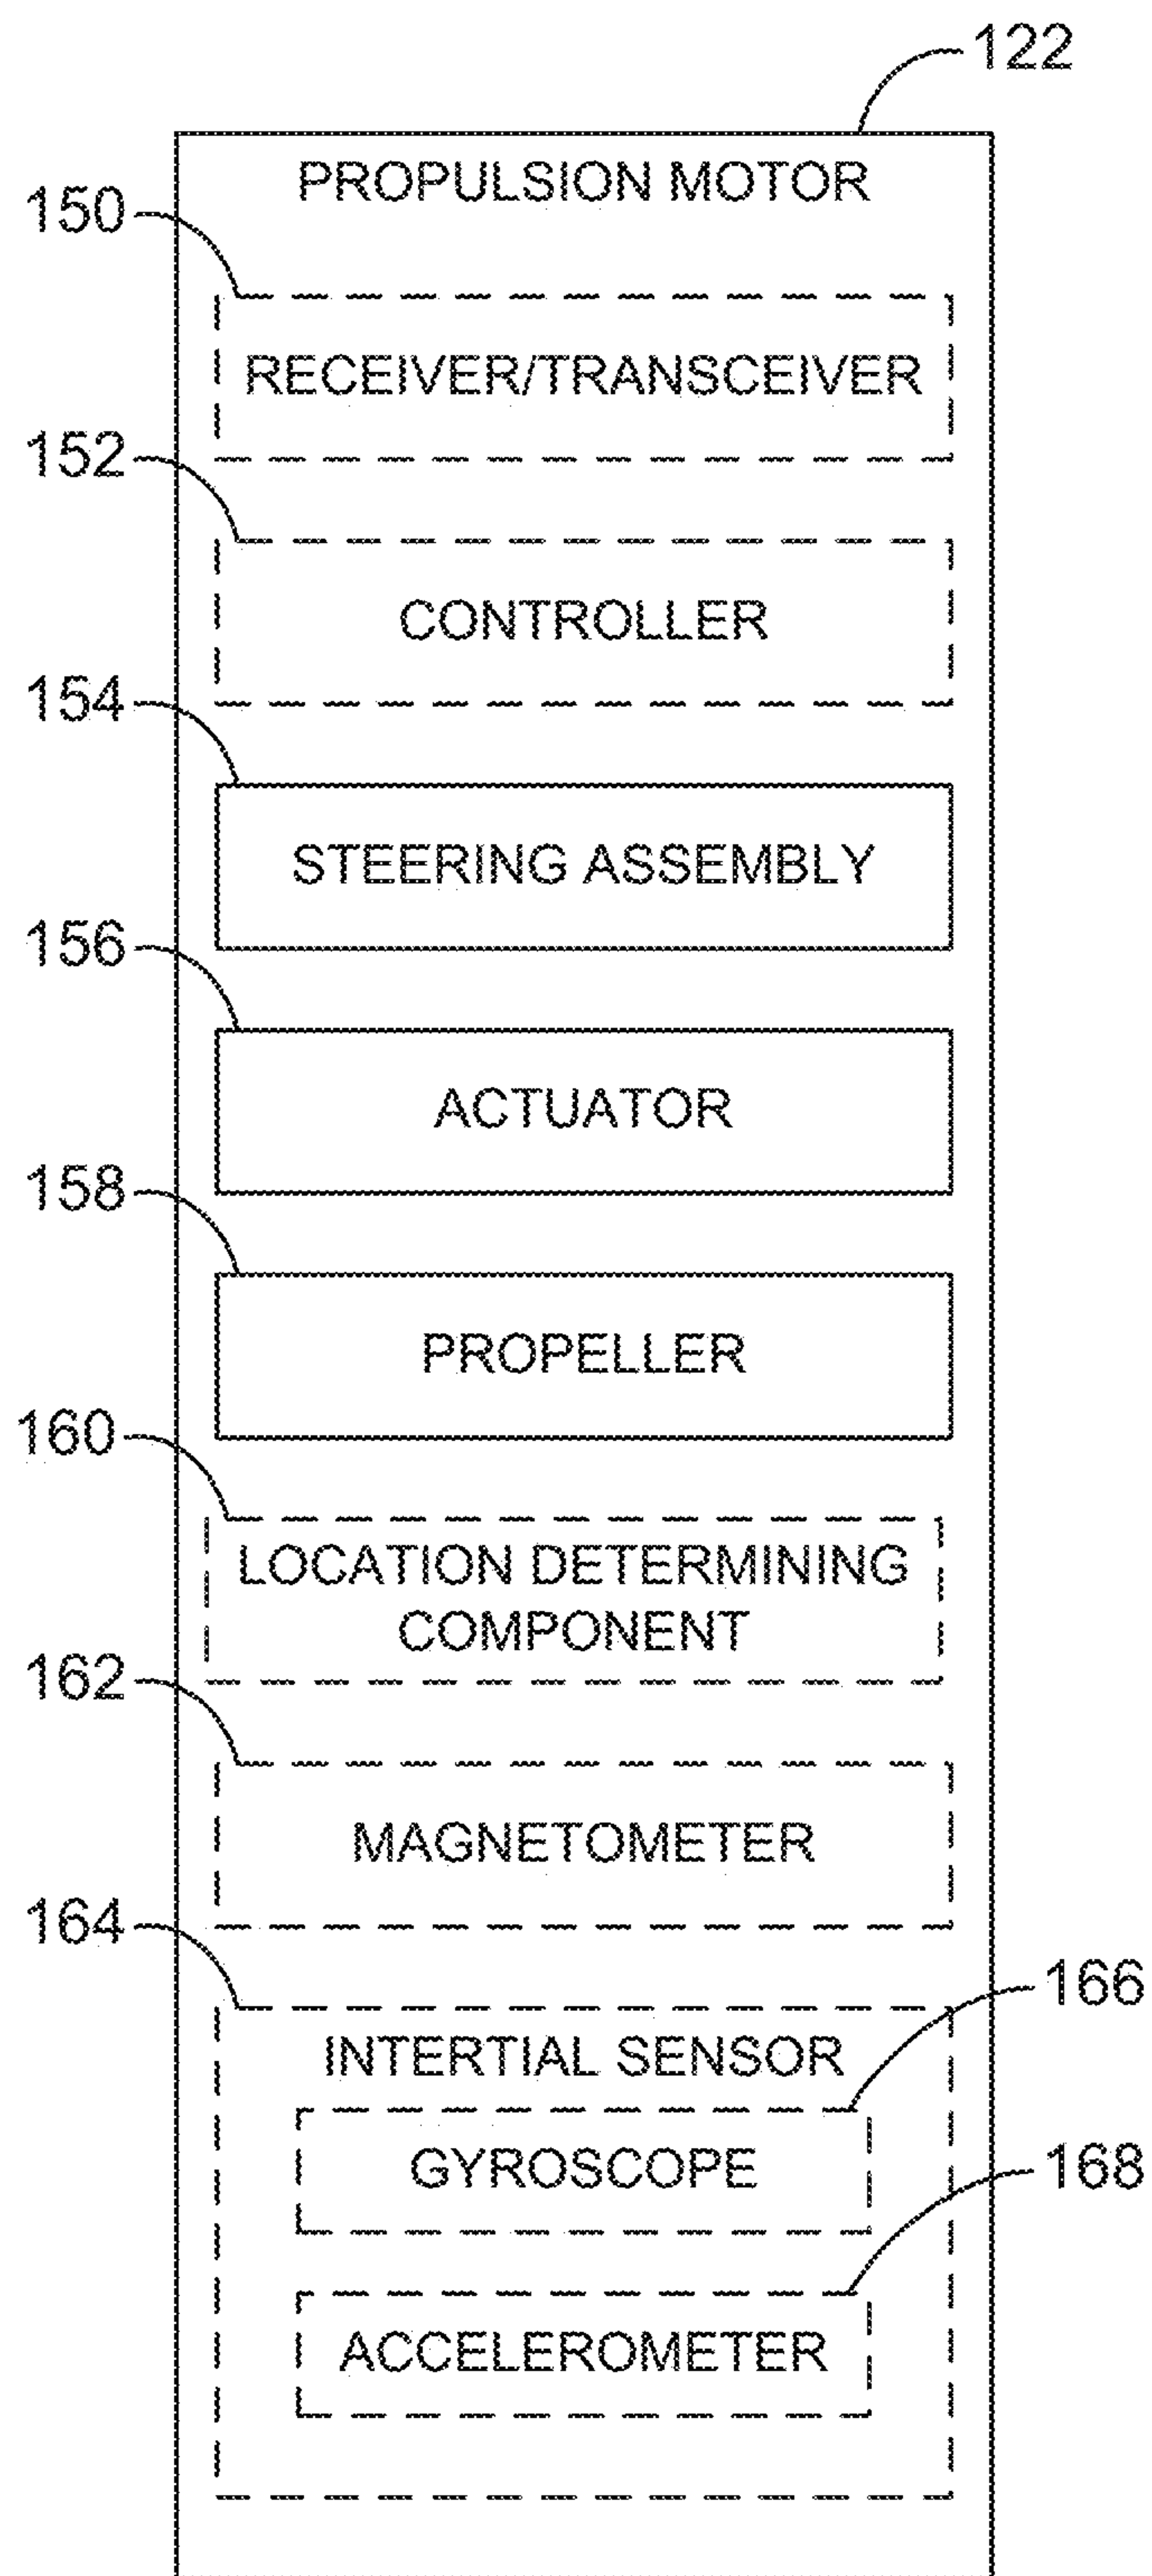 122
PROPULSION MOTOR
150
RECEIVER/TRANSCEIVER
152
CONTROLLER
154
STEERING ASSEMBLY
156
ACTUATOR
158
PROPELLER
160
LOCATION DETERMINING
COMPONENT
162
MAGNETOMETER
164
INTERTIAL SENSOR
166
GYROSCOPE
168
ACCELEROMETER